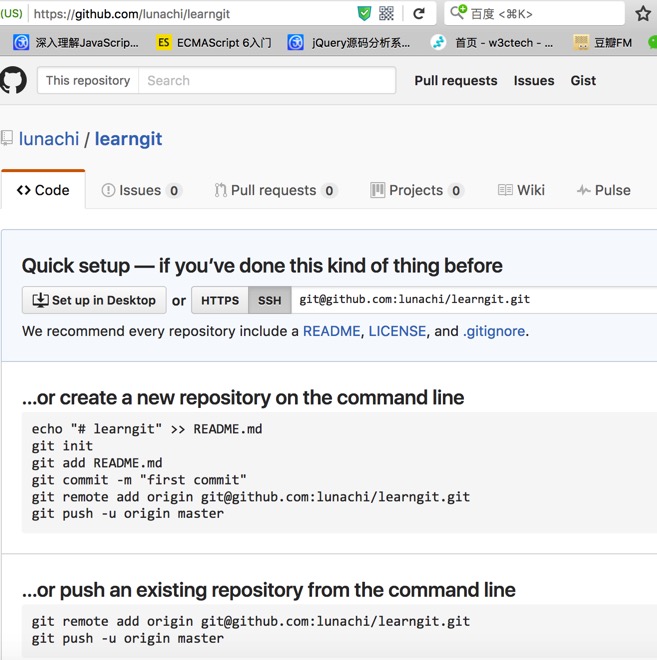 (US) https://github.com/lunachi/learngit 百度 <⌘K>
深入理解JavaScrip... ES ECMAScript 6入门 jQuery源码分析系... 首页 - w3ctech - ... 豆瓣FM
This repository Search Pull requests Issues Gist
lunachi / learngit
<> Code Issues 0 Pull requests 0 Projects 0 Wiki Pulse
Quick setup — if you've done this kind of thing before
Set up in Desktop or HTTPS SSH git@github.com:lunachi/learngit.git
We recommend every repository include a README, LICENSE, and .gitignore.
...or create a new repository on the command line
echo "# learngit" >> README.md
git init
git add README.md
git commit -m "first commit"
git remote add origin git@github.com:lunachi/learngit.git
git push -u origin master
...or push an existing repository from the command line
git remote add origin git@github.com:lunachi/learngit.git
git push -u origin master